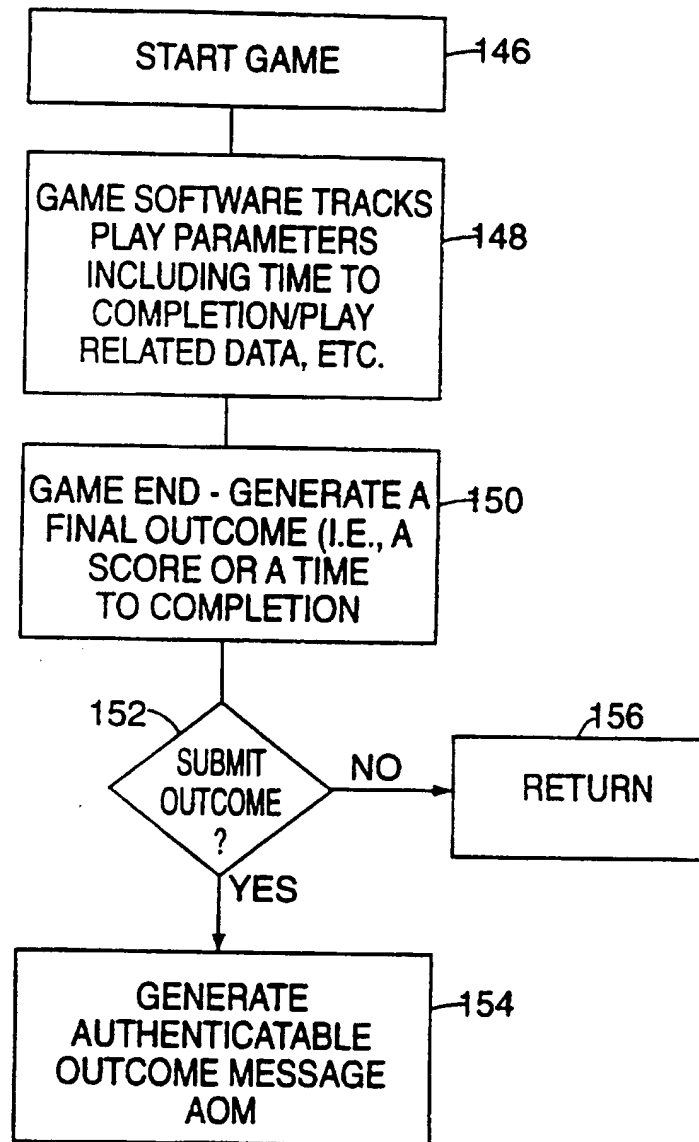 START GAME
146
GAME SOFTWARE TRACKS
PLAY PARAMETERS
INCLUDING TIME TO
COMPLETION/PLAY
RELATED DATA, ETC.
148
GAME END - GENERATE A
FINAL OUTCOME (I.E., A
SCORE OR A TIME
TO COMPLETION
150
152
SUBMIT
OUTCOME
?
NO
156
RETURN
YES
GENERATE
AUTHENTICATABLE
OUTCOME MESSAGE
AOM
154